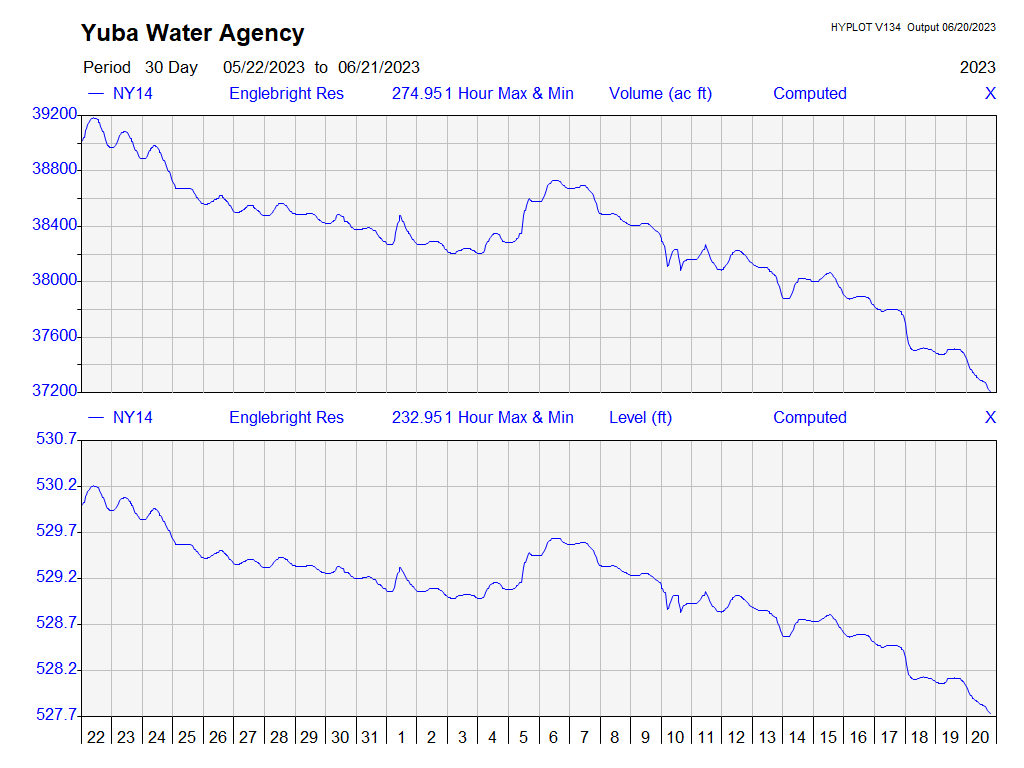 Yuba Water Agency
HYPLOT V134 Output 06/20/2023
Period 30 Day 05/22/2023 to 06/21/2023 2023
NY14 Englebright Res 274.951 Hour Max & Min Volume (ac ft) Computed X
39200
38800
38400
38000
37600
37200
NY14 Englebright Res 232.951 Hour Max & Min Level (ft) Computed X
530.7
530.2
529.7
529.2
528.7
528.2
527.7
22 23 24 25 26 27 28 29 30 31 1 2 3 4 5 6 7 8 9 10 11 12 13 14 15 16 17 18 19 20